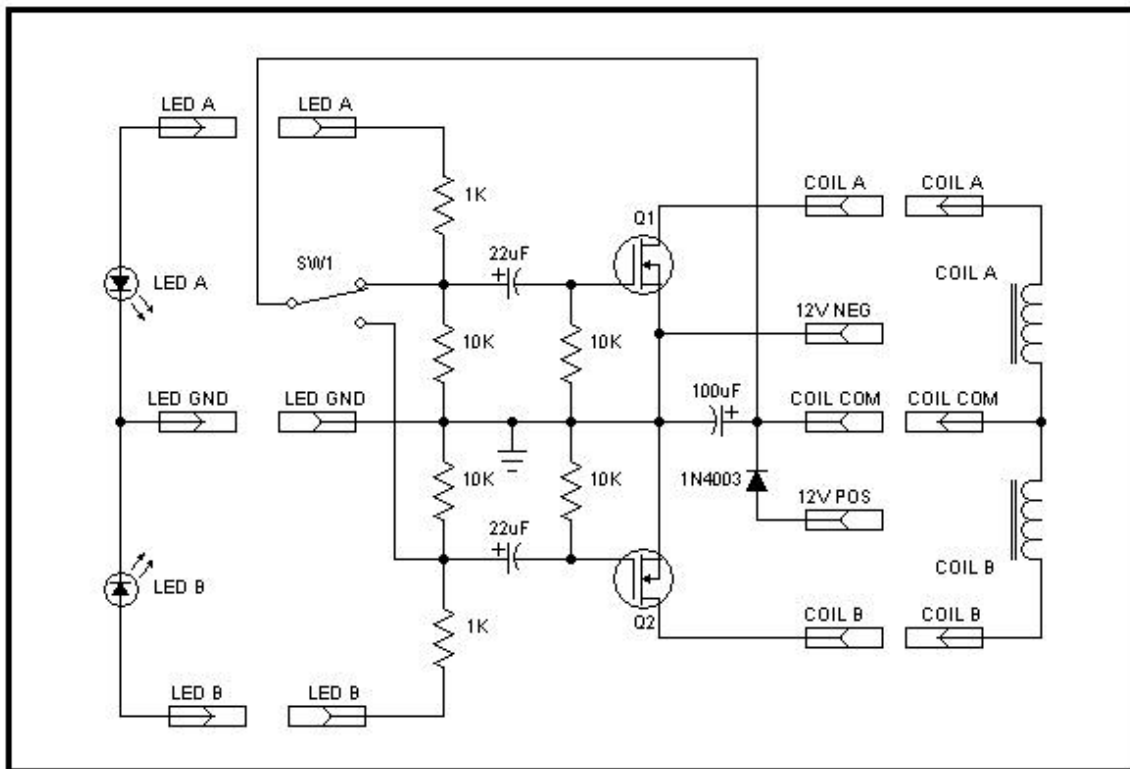 LED A
LED A
1K
COIL A
COIL A
Q1
22uF
+
SW1
LED A
COIL A
12V NEG
10K
10K
100uF
+
LED GND
LED GND
COIL COM
COIL COM
10K
10K
1N4003
12V POS
22uF
+
COIL B
LED B
COIL B
COIL B
Q2
1K
LED B
LED B